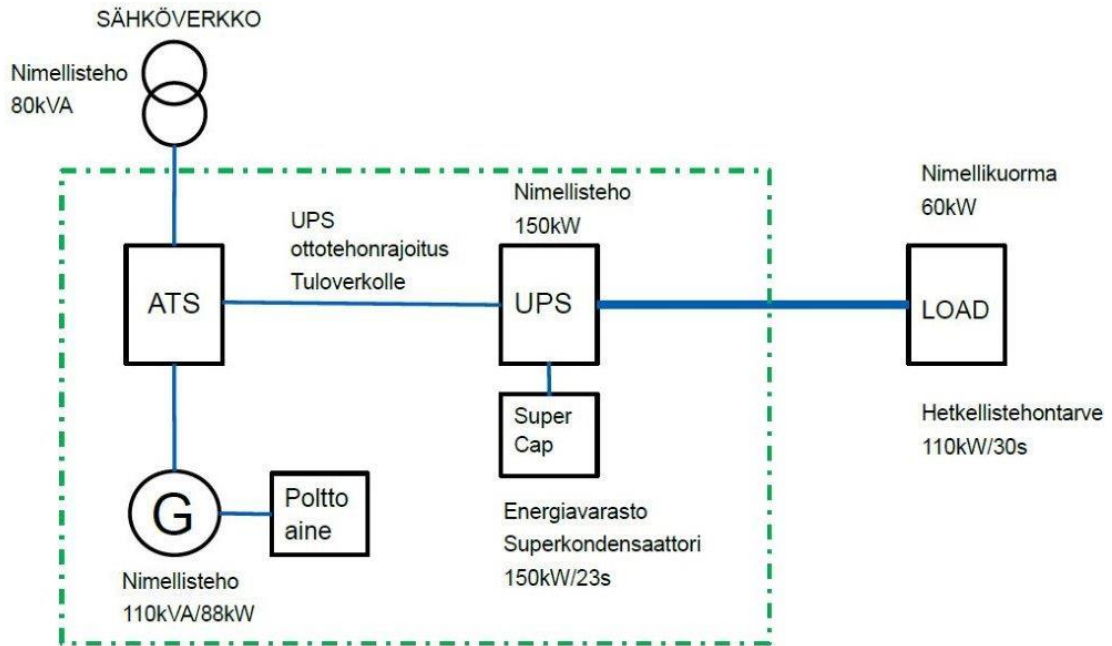 SÄHKÖVERKKO
Nimellisteho
80kVA
UPS
ottotehonrajoitus
Tuloverkolle
Nimellisteho
150kW
Nimellikuorma
60kW
ATS
UPS
LOAD
Super
Cap
Hetkellistehontarve
110kW/30s
G
Poltto
aine
Energiavarasto
Superkondensaattori
150kW/23s
Nimellisteho
110kVA/88kW